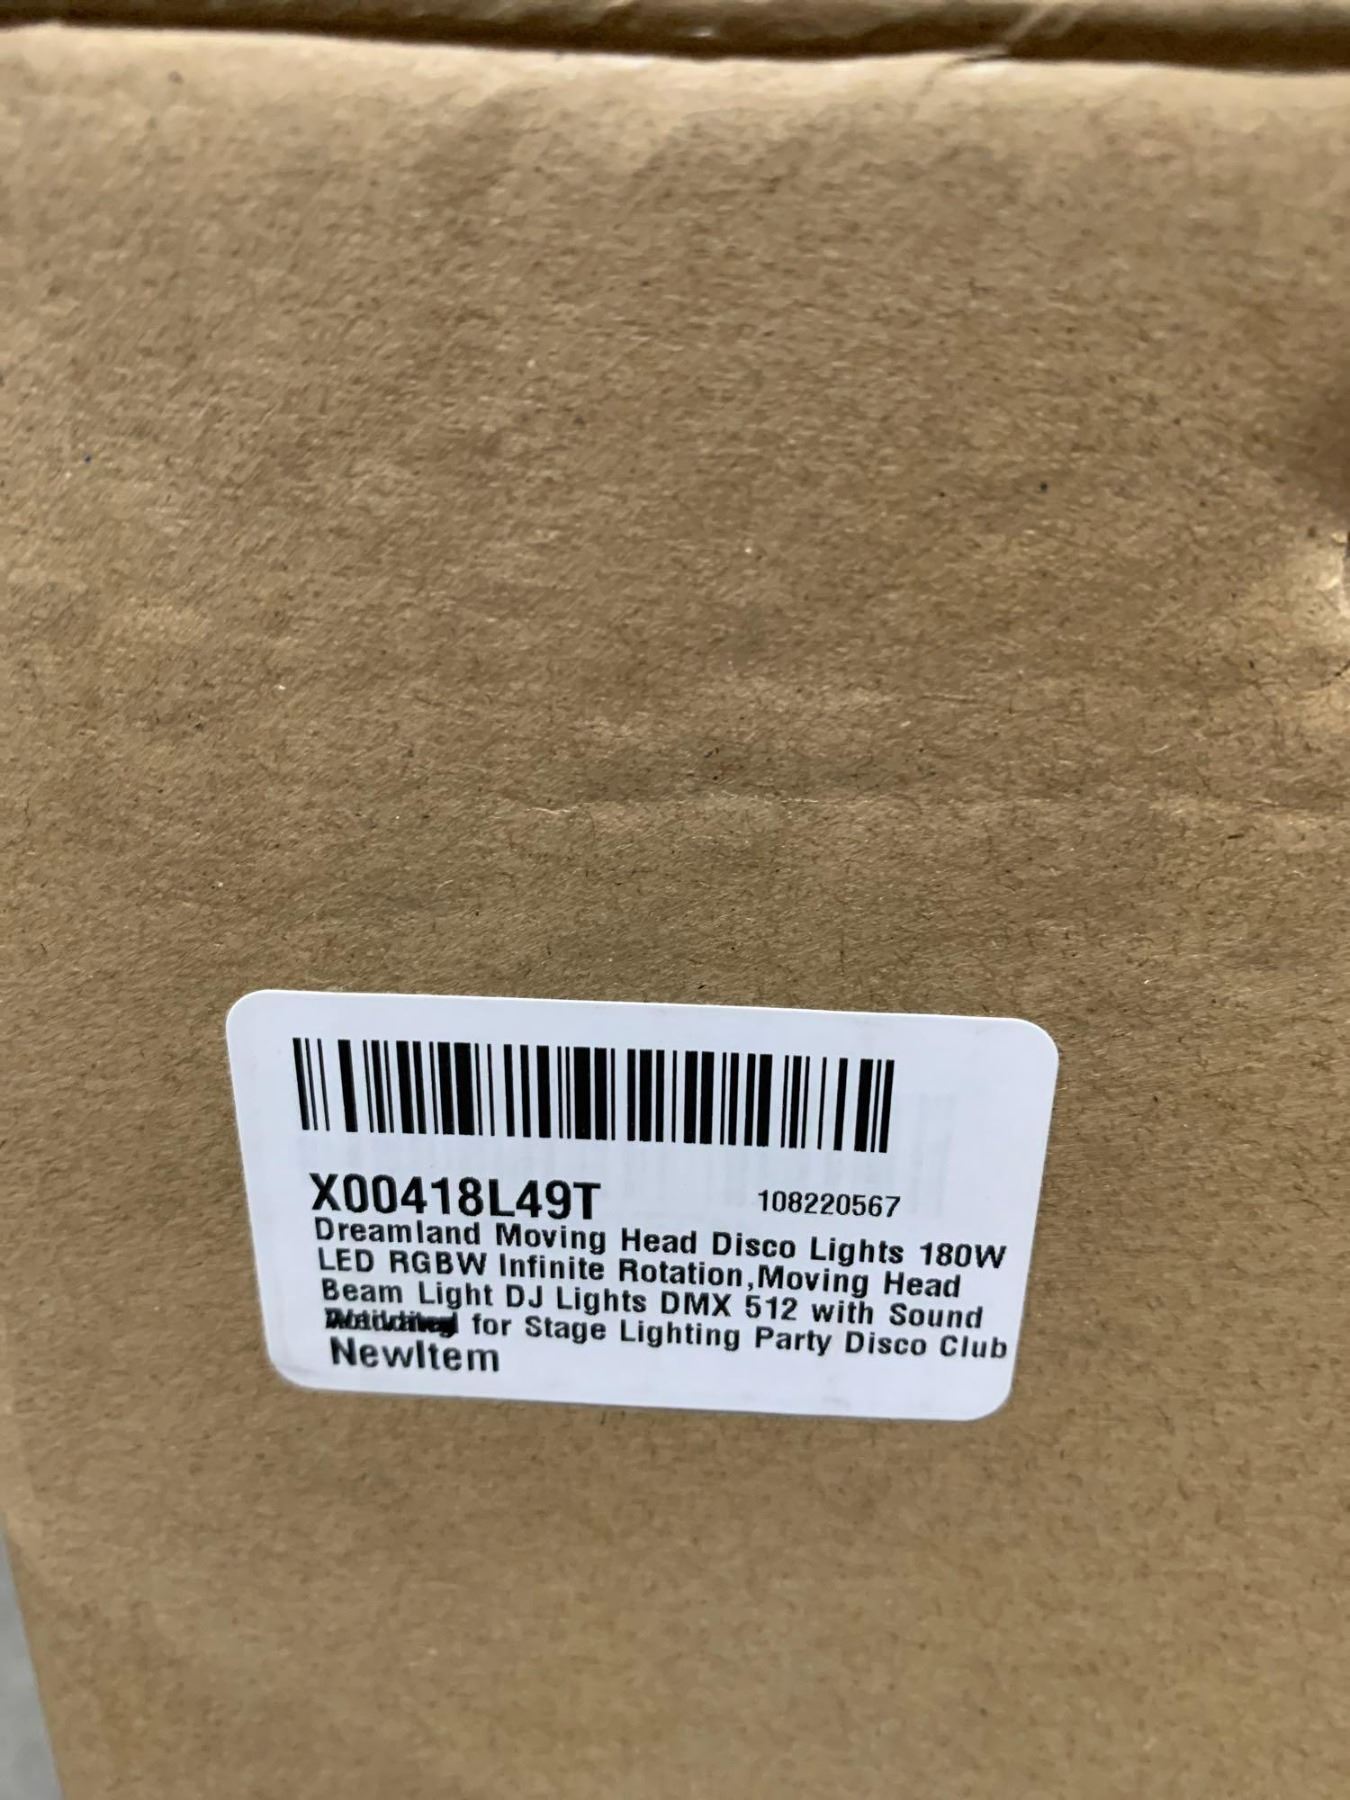 X00418L49T 108220567
Dreamland Moving Head Disco Lights 180W
LED RGBW Infinite Rotation,Moving Head
Beam Light DJ Lights DMX 512 with Sound
for Stage Lighting Party Disco Club
NewItem